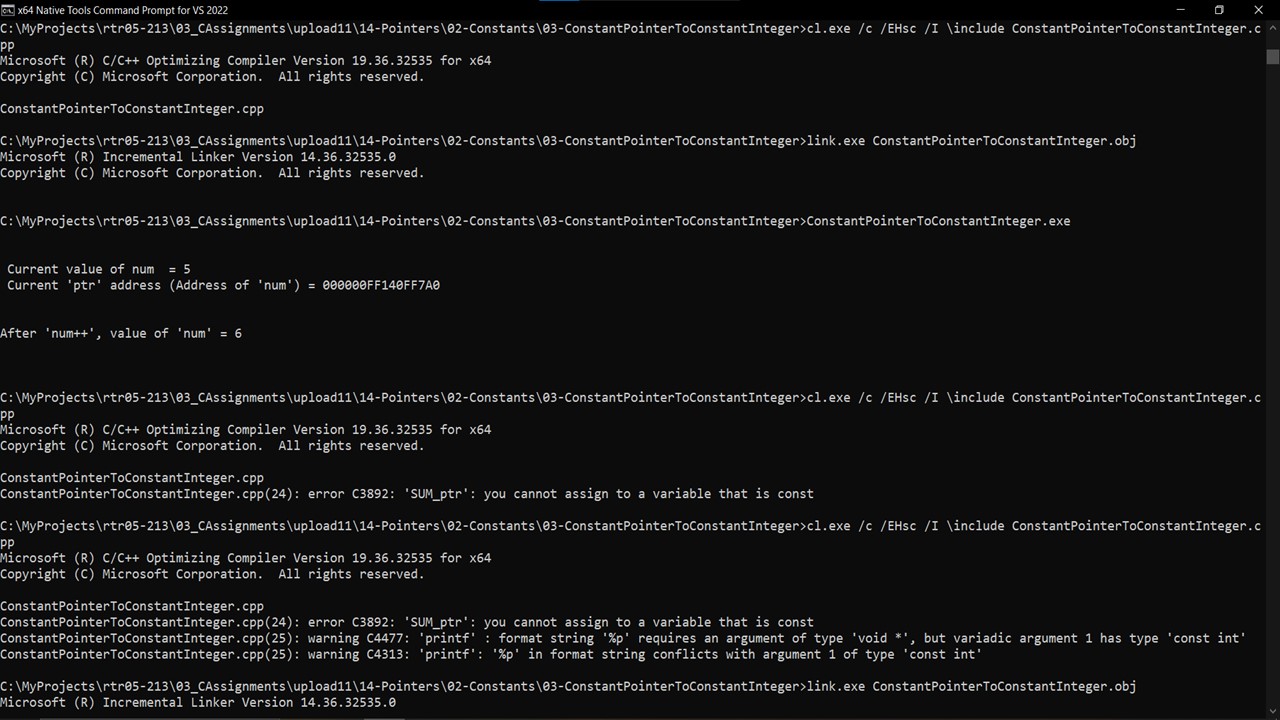 x64 Native Tools Command Prompt for VS 2022
C:\MyProjects\rtr05-213\03_CAssignments\upload11\14-Pointers\02-Constants\03-ConstantPointerToConstantInteger>cl.exe /c /EHsc /I \include ConstantPointerToConstantInteger.c
pp
Microsoft (R) C/C++ Optimizing Compiler Version 19.36.32535 for x64
Copyright (C) Microsoft Corporation.  All rights reserved.
ConstantPointerToConstantInteger.cpp
C:\MyProjects\rtr05-213\03_CAssignments\upload11\14-Pointers\02-Constants\03-ConstantPointerToConstantInteger>link.exe ConstantPointerToConstantInteger.obj
Microsoft (R) Incremental Linker Version 14.36.32535.0
Copyright (C) Microsoft Corporation.  All rights reserved.
C:\MyProjects\rtr05-213\03_CAssignments\upload11\14-Pointers\02-Constants\03-ConstantPointerToConstantInteger>ConstantPointerToConstantInteger.exe
Current value of num  = 5
Current 'ptr' address (Address of 'num') = 000000FF140FF7A0
After 'num++', value of 'num' = 6
C:\MyProjects\rtr05-213\03_CAssignments\upload11\14-Pointers\02-Constants\03-ConstantPointerToConstantInteger>cl.exe /c /EHsc /I \include ConstantPointerToConstantInteger.c
pp
Microsoft (R) C/C++ Optimizing Compiler Version 19.36.32535 for x64
Copyright (C) Microsoft Corporation.  All rights reserved.
ConstantPointerToConstantInteger.cpp
ConstantPointerToConstantInteger.cpp(24): error C3892: 'SUM_ptr': you cannot assign to a variable that is const
C:\MyProjects\rtr05-213\03_CAssignments\upload11\14-Pointers\02-Constants\03-ConstantPointerToConstantInteger>cl.exe /c /EHsc /I \include ConstantPointerToConstantInteger.c
pp
Microsoft (R) C/C++ Optimizing Compiler Version 19.36.32535 for x64
Copyright (C) Microsoft Corporation.  All rights reserved.
ConstantPointerToConstantInteger.cpp
ConstantPointerToConstantInteger.cpp(24): error C3892: 'SUM_ptr': you cannot assign to a variable that is const
ConstantPointerToConstantInteger.cpp(25): warning C4477: 'printf' : format string '%p' requires an argument of type 'void *', but variadic argument 1 has type 'const int'
ConstantPointerToConstantInteger.cpp(25): warning C4313: 'printf': '%p' in format string conflicts with argument 1 of type 'const int'
C:\MyProjects\rtr05-213\03_CAssignments\upload11\14-Pointers\02-Constants\03-ConstantPointerToConstantInteger>link.exe ConstantPointerToConstantInteger.obj
Microsoft (R) Incremental Linker Version 14.36.32535.0